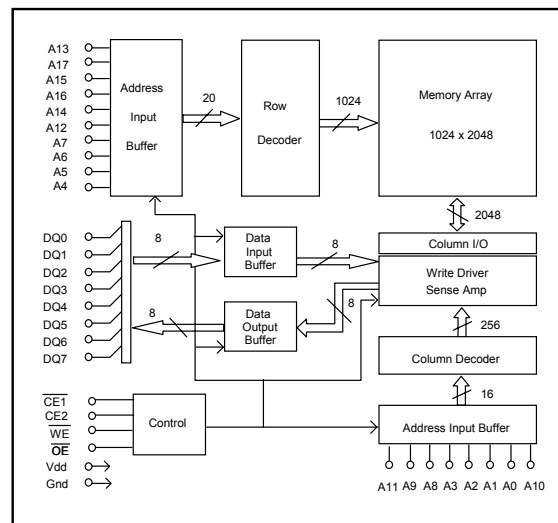 A13
A17
A15
A16
A14
A12
A7
A6
A5
A4
Address
Input
Buffer
20
Row
Decoder
1024
Memory Array
1024 x 2048
2048
Column I/O
DQ0
DQ1
DQ2
DQ3
DQ4
DQ5
DQ6
DQ7
8
Data
Input
Buffer
8
Write Driver
Sense Amp
8
Data
Output
Buffer
8
256
Column Decoder
16
Address Input Buffer
CE1
CE2
WE
OE
Vdd
Gnd
Control
A11 A9 A8 A3 A2 A1 A0 A10